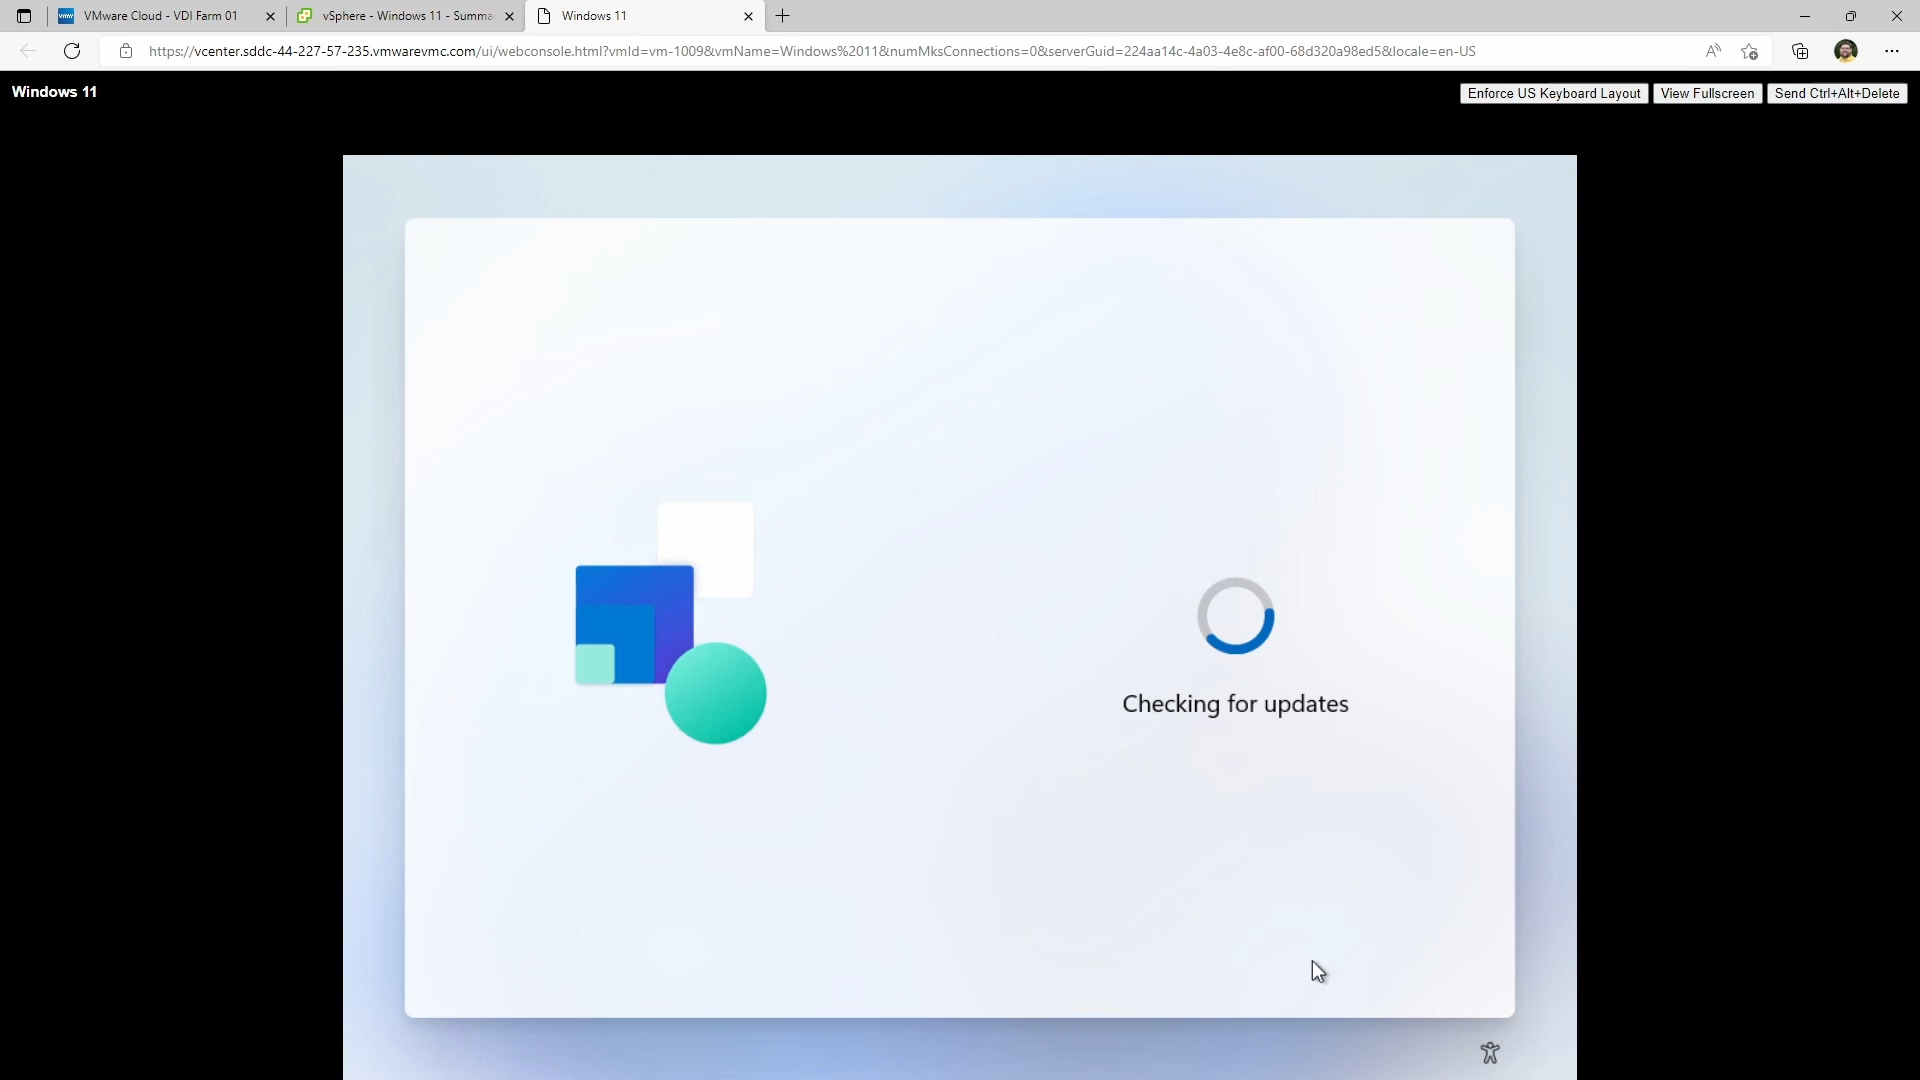 VMware Cloud - VDI Farm 01
vSphere - Windows 11 - Summa
Windows 11
https://vcenter.sddc-44-227-57-235.vmwarevmc.com/ui/webconsole.html?vmId=vm-1009&vmName=Windows%2011&numMksConnections=0&serverGuid=224aa14c-4a03-4e8c-af00-68d320a98ed5&locale=en-US
Windows 11
Enforce US Keyboard Layout
View Fullscreen
Send Ctrl+Alt+Delete
Checking for updates